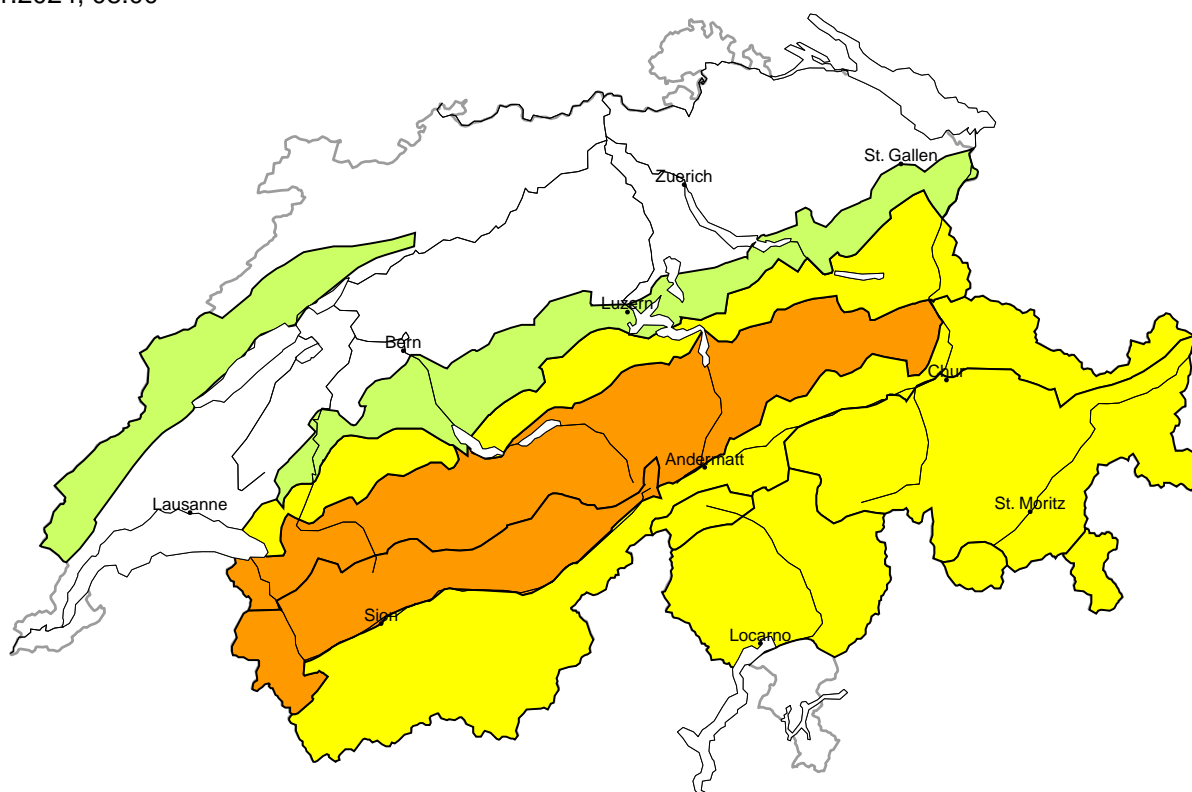 St. Gallen
Zuerich
Luzern
Bern
Chur
Andermatt
Lausanne
St. Moritz
Sion
Locarno